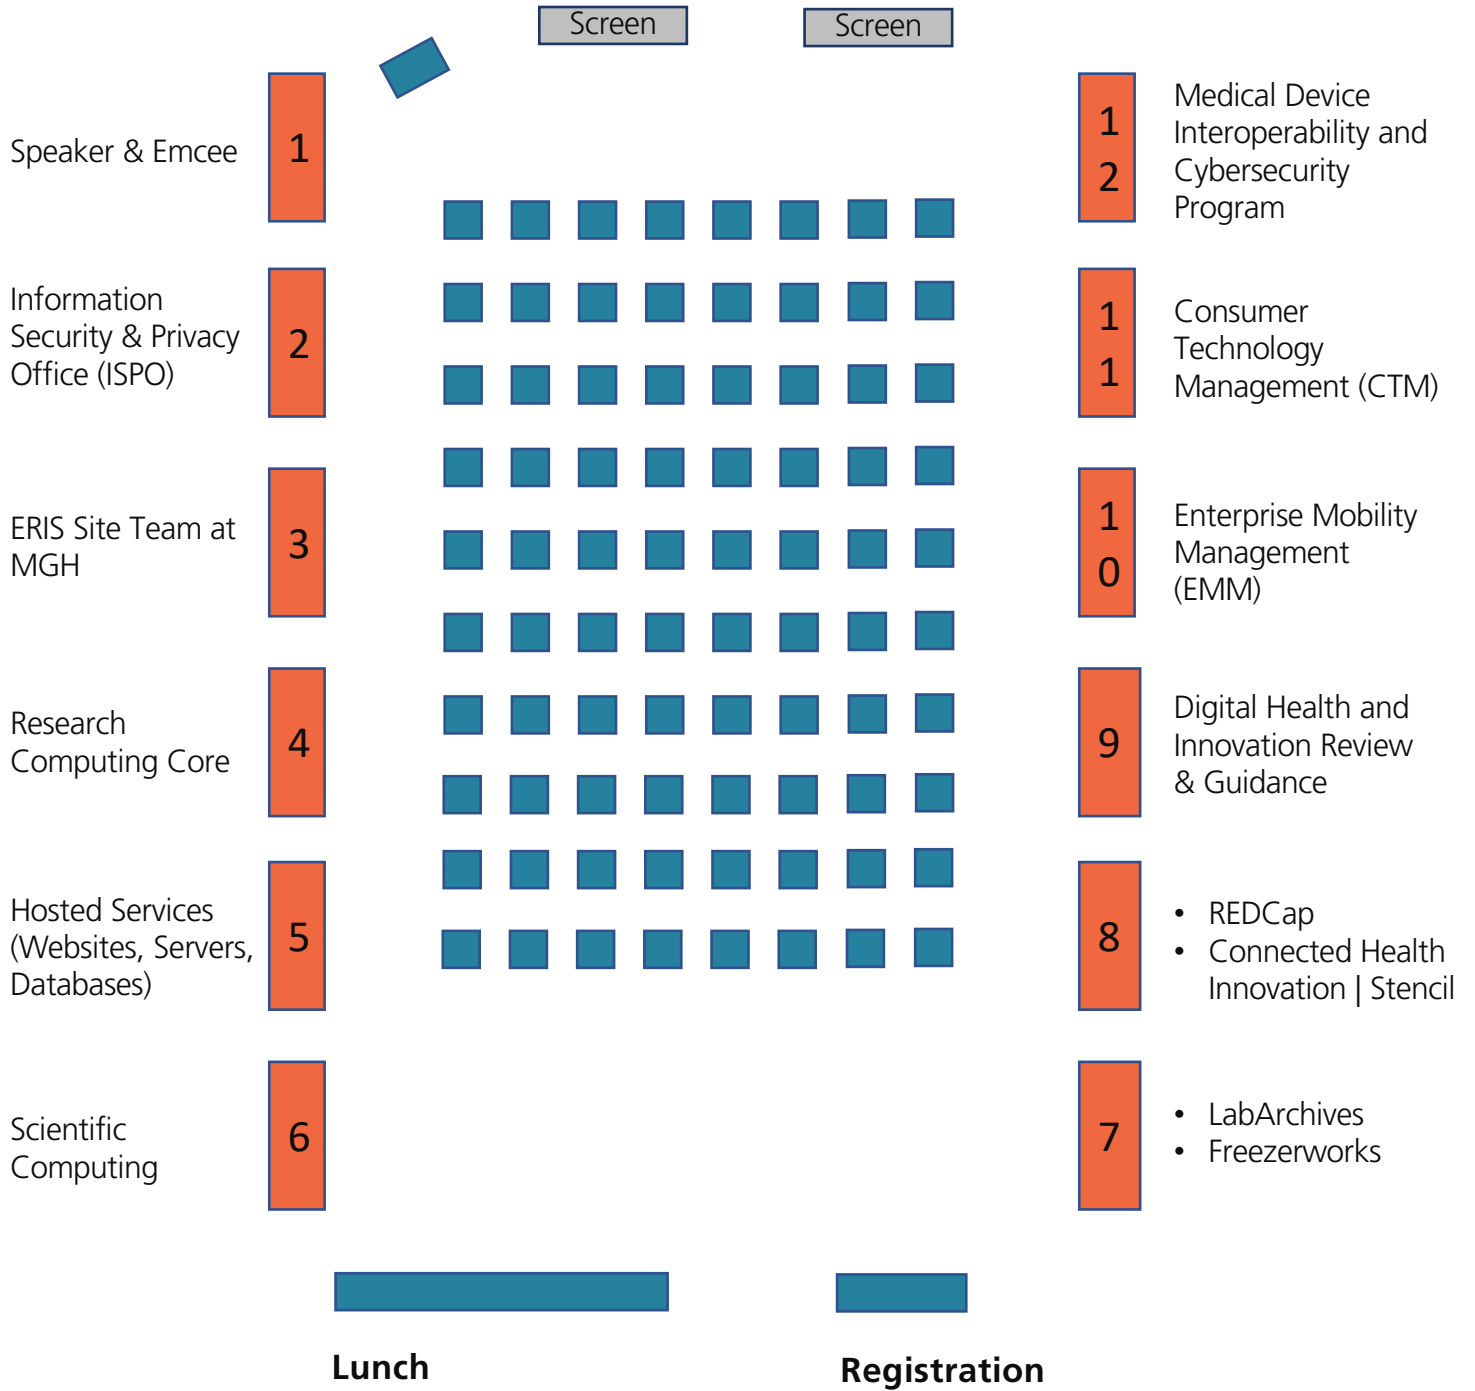 Screen
Screen
Speaker & Emcee
1
Information
Security & Privacy
Office (ISPO)
2
ERIS Site Team at
MGH
3
Research
Computing Core
4
Hosted Services
(Websites, Servers,
Databases)
5
Scientific
Computing
6
1
2
Medical Device
Interoperability and
Cybersecurity
Program
1
1
Consumer
Technology
Management (CTM)
1
0
Enterprise Mobility
Management
(EMM)
9
Digital Health and
Innovation Review
& Guidance
8
• REDCap
• Connected Health
Innovation | Stencil
7
• LabArchives
• Freezerworks
Lunch
Registration